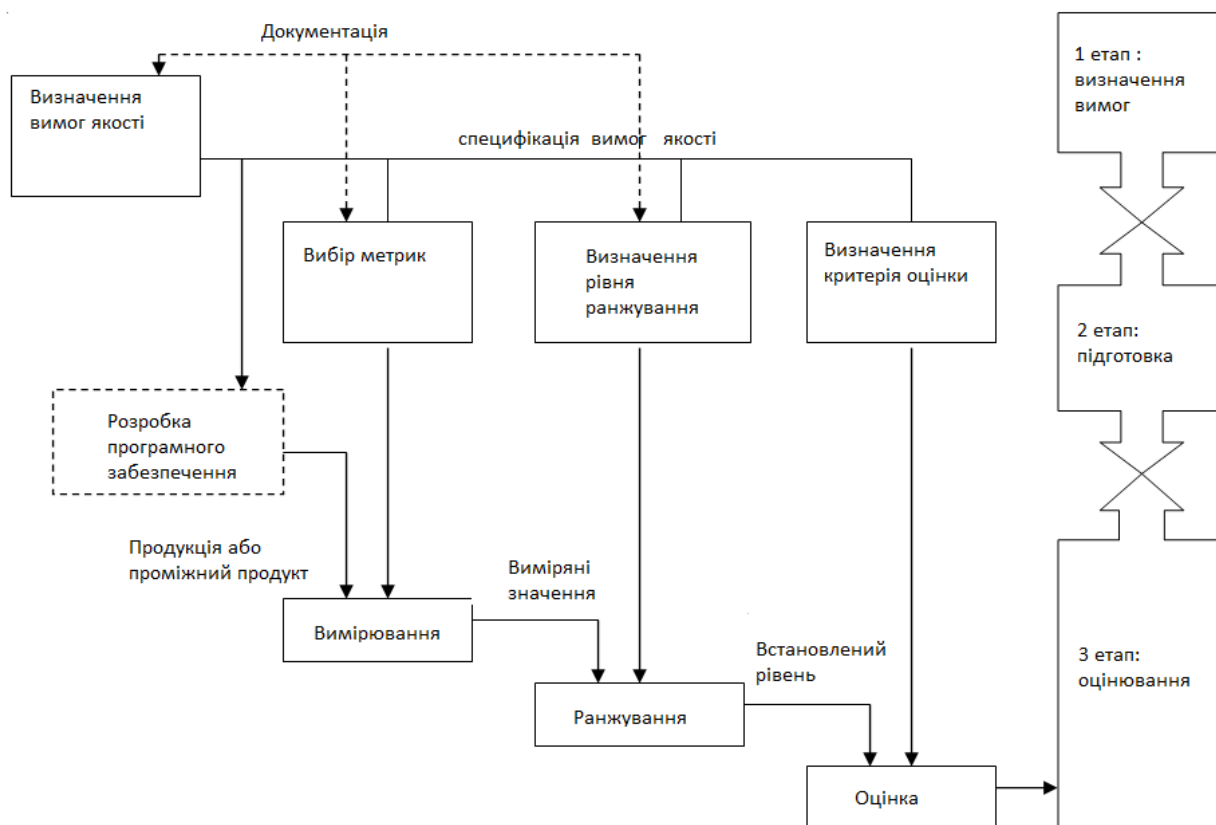 Документація
1 етап :
визначення
вимог
Визначення
вимог якості
специфікація вимог якості
Вибір метрик
Визначення
рівня
ранжування
Визначення
критерія оцінки
2 етап:
підготовка
Розробка
програмного
забезпечення
Продукція або
проміжний продукт
Виміряні
значення
Вимірювання
Встановлений
рівень
3 етап:
оцінювання
Ранжування
Оцінка